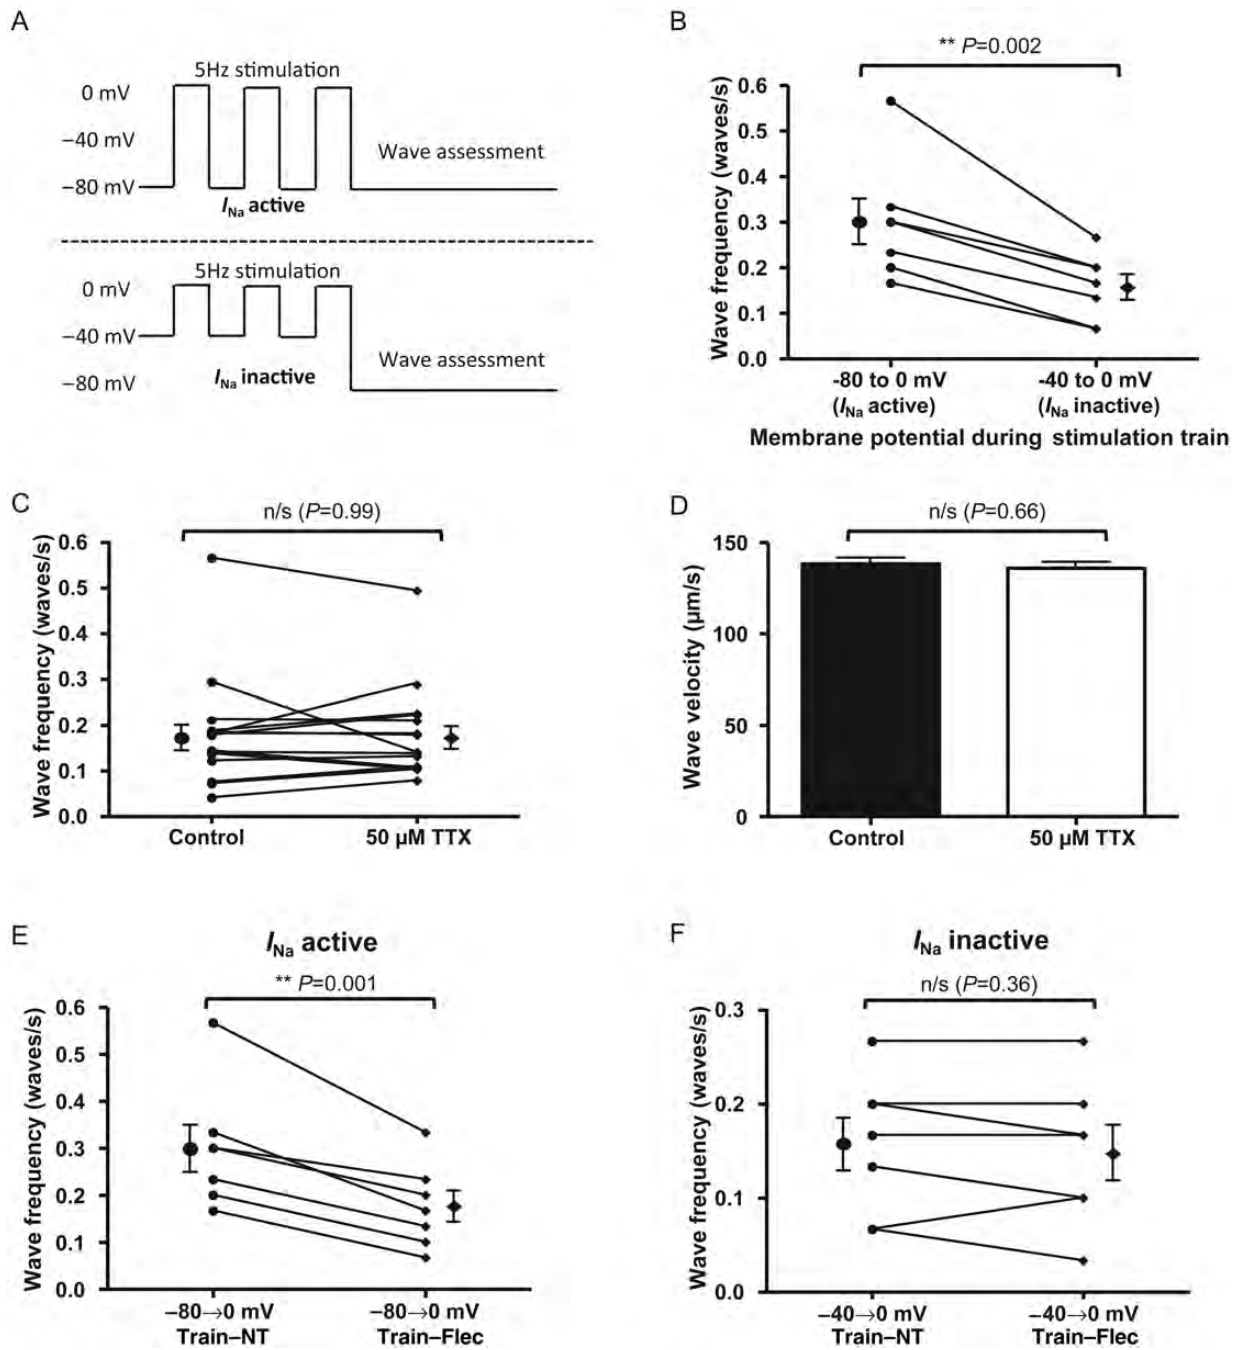 A
5Hz stimulation
0 mV
−40 mV
Wave assessment
−80 mV
INa active
5Hz stimulation
0 mV
−40 mV
Wave assessment
INa inactive
−80 mV
B
** P=0.002
Wave frequency (waves/s)
0.6
0.5
0.4
0.3
0.2
0.1
0.0
-80 to 0 mV
(INa active)
-40 to 0 mV
(INa inactive)
Membrane potential during stimulation train
C
n/s (P=0.99)
Wave frequency (waves/s)
0.6
0.5
0.4
0.3
0.2
0.1
0.0
Control
50 µM TTX
D
n/s (P=0.66)
Wave velocity (µm/s)
150
100
50
0
Control
50 µM TTX
E
INa active
** P=0.001
Wave frequency (waves/s)
0.6
0.5
0.4
0.3
0.2
0.1
0.0
−80→0 mV
Train–NT
−80→0 mV
Train–Flec
F
INa inactive
n/s (P=0.36)
Wave frequency (waves/s)
0.3
0.2
0.1
0.0
−40→0 mV
Train–NT
−40→0 mV
Train–Flec